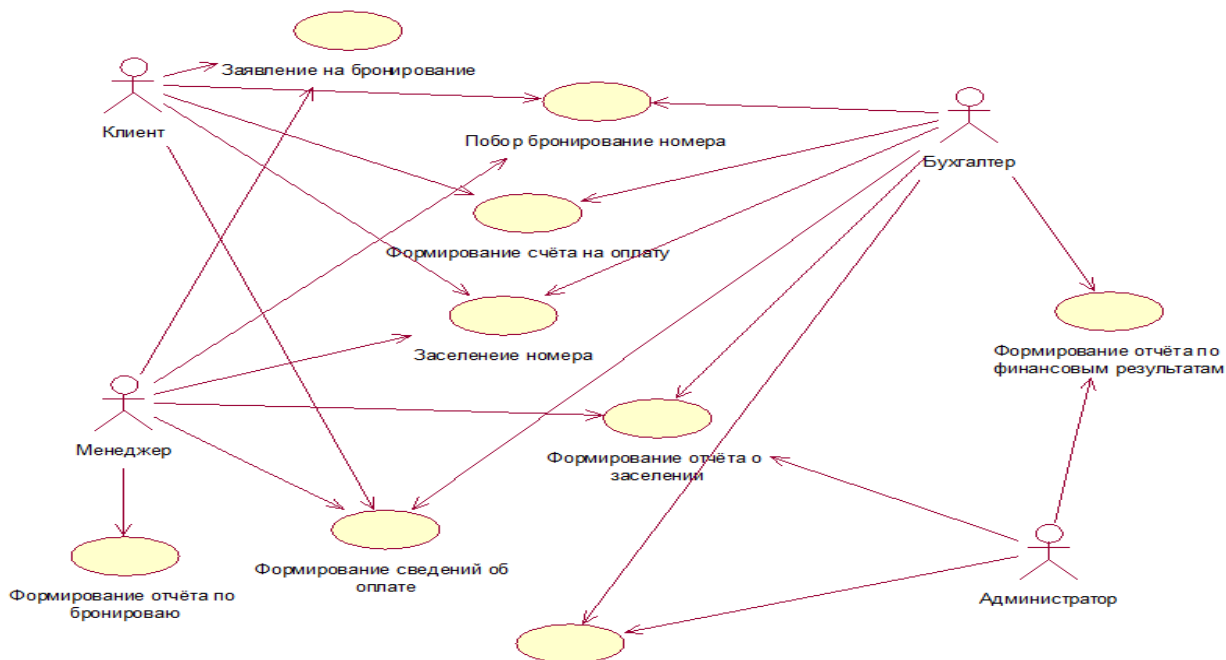 Заявление на бронирование
Клиент
Побор бронирование номера
Бухгалтер
Формирование счёта на оплату
Заселенеие номера
Формирование отчёта по
финансовым результатам
Менеджер
Формирование отчёта о
заселении
Формирование сведений об
оплате
Формирование отчёта по
бронироваю
Администратор